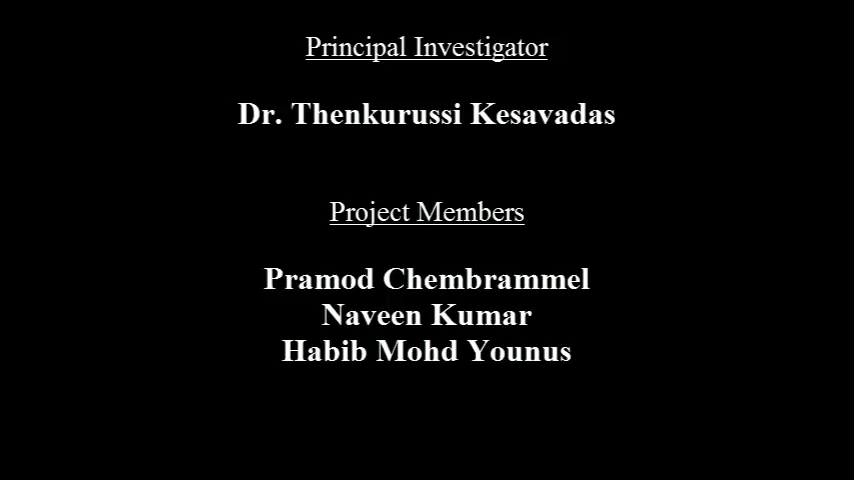 Principal Investigator
Dr. Thenkurussi Kesavadas
Project Members
Pramod Chembrammel
Naveen Kumar
Habib Mohd Younus